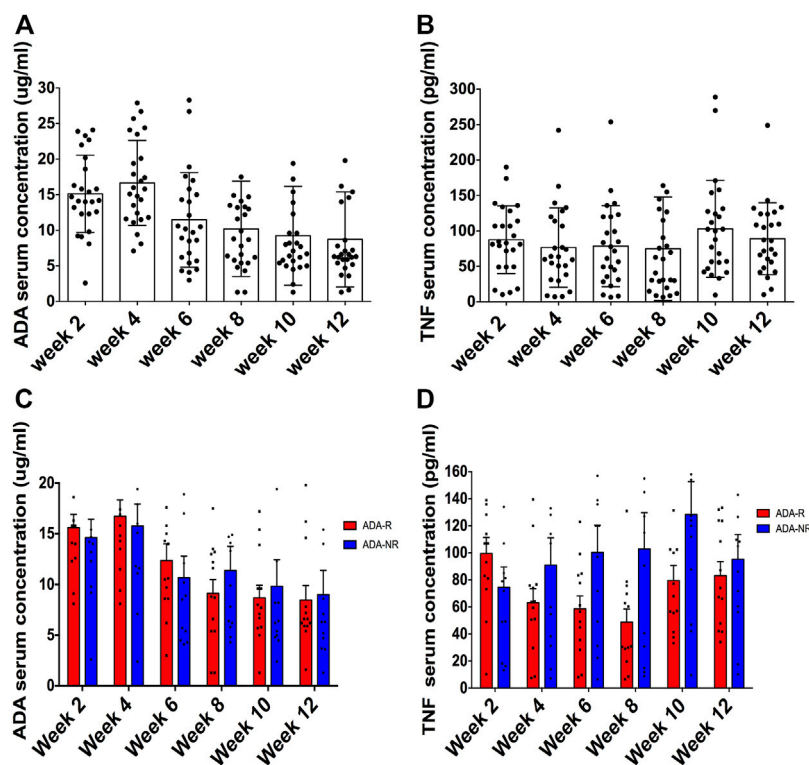 A
ADA serum concentration (ug/ml)
30
25
20
15
10
5
0
week 2
week 4
week 6
week 8
week 10
week 12
B
TNF serum concentration (pg/ml)
300
250
200
150
100
50
0
week 2
week 4
week 6
week 8
week 10
week 12
C
ADA serum concentration (ug/ml)
20
15
10
5
0
Week 2
Week 4
Week 6
Week 8
Week 10
Week 12
ADA-R
ADA-NR
D
TNF serum concentration (pg/ml)
160
140
120
100
80
60
40
20
0
Week 2
Week 4
Week 6
Week 8
Week 10
Week 12
ADA-R
ADA-NR